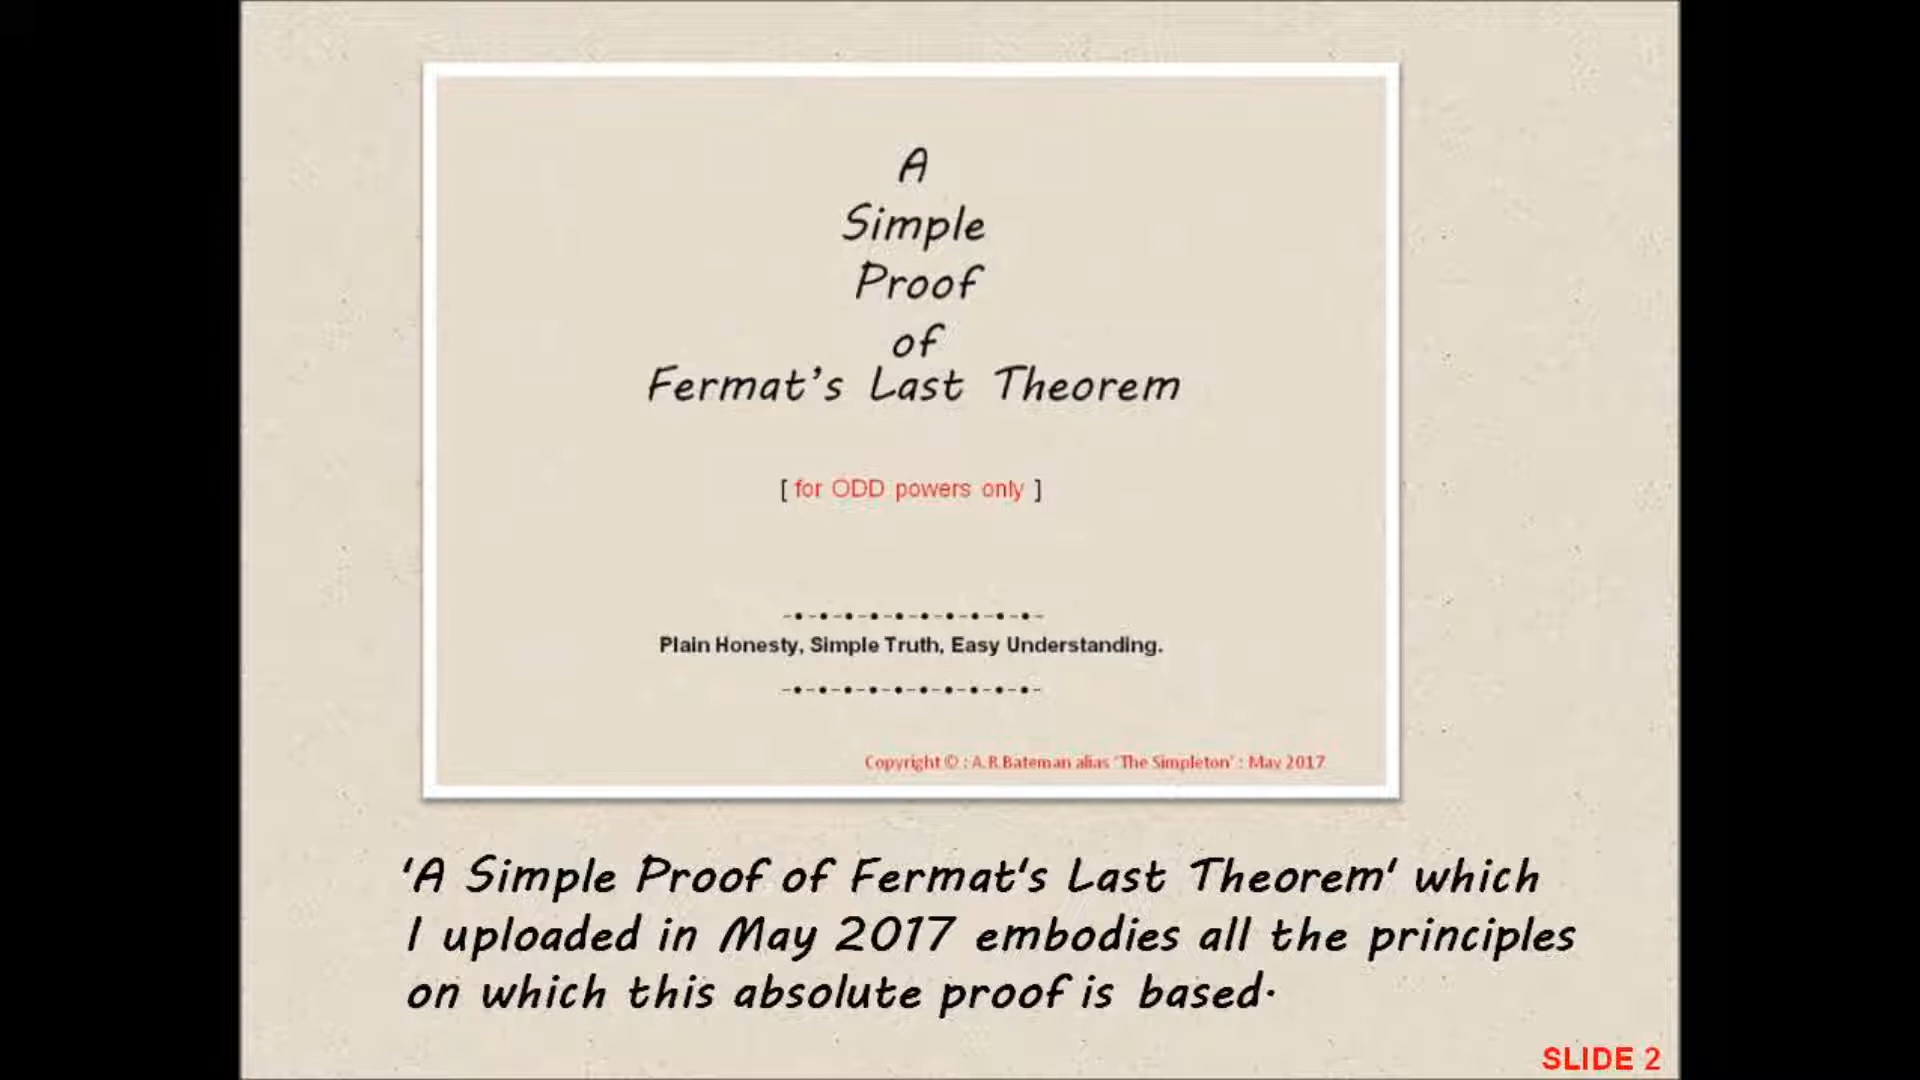 A
Simple
Proof
of
Fermat's Last Theorem
[ for ODD powers only ]
Plain Honesty, Simple Truth, Easy Understanding.
Copyright © : A.R.Bateman alias 'The Simpleton' : May 2017
'A Simple Proof of Fermat's Last Theorem' which
I uploaded in May 2017 embodies all the principles
on which this absolute proof is based.
SLIDE 2